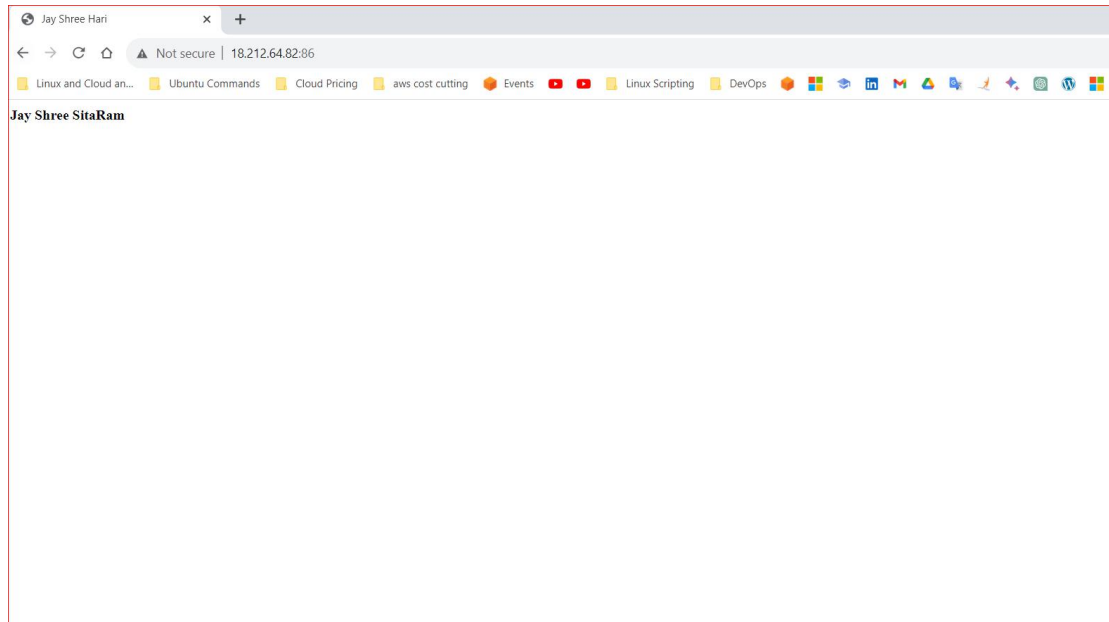 Jay Shree Hari
Not secure | 18.212.64.82:86
Linux and Cloud an... Ubuntu Commands Cloud Pricing aws cost cutting Events Linux Scripting DevOps
Jay Shree SitaRam